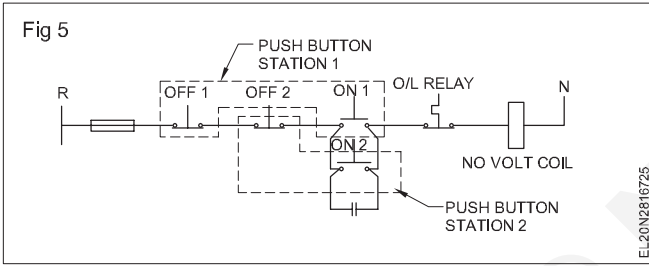 Fig 5
PUSH BUTTON
STATION 1
R
OFF 1
OFF 2
ON 1
O/L RELAY
N
ON 2
NO VOLT COIL
PUSH BUTTON
STATION 2
EL20N2816725